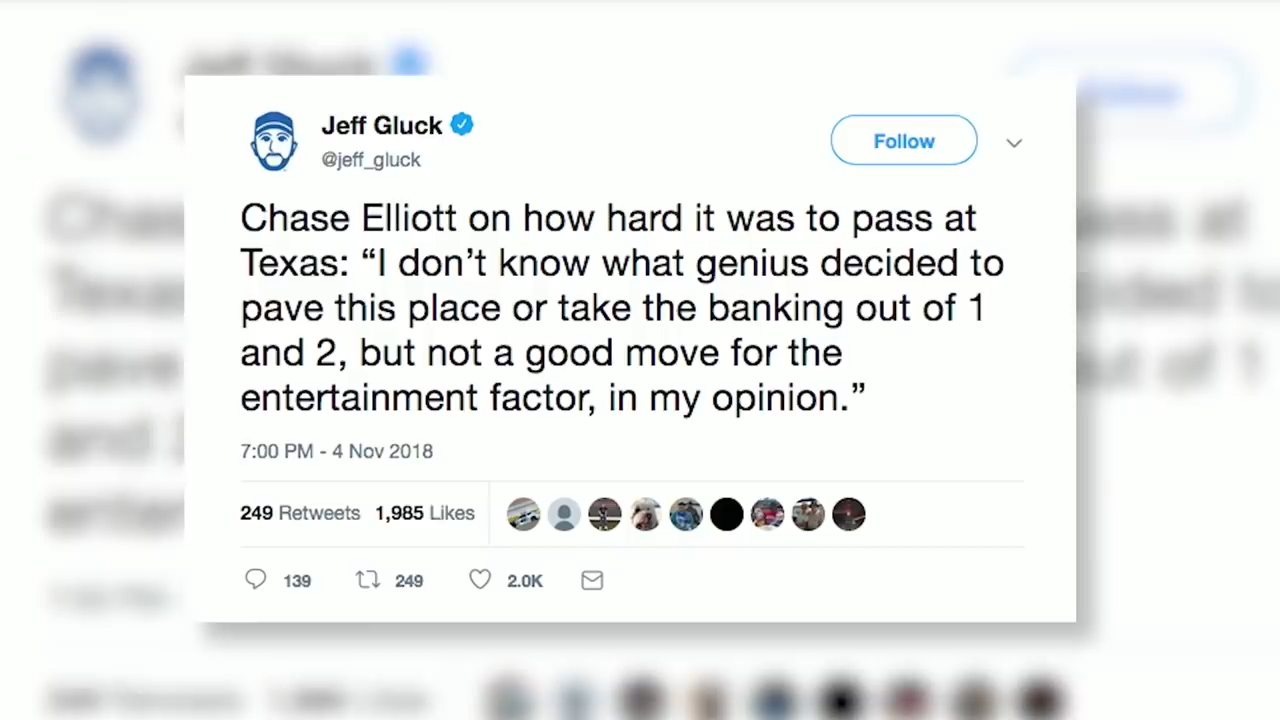 Jeff Gluck
@jeff_gluck
Follow
Chase Elliott on how hard it was to pass at
Texas: “I don’t know what genius decided to
pave this place or take the banking out of 1
and 2, but not a good move for the
entertainment factor, in my opinion.”
7:00 PM - 4 Nov 2018
249 Retweets 1,985 Likes
139 249 2.0K